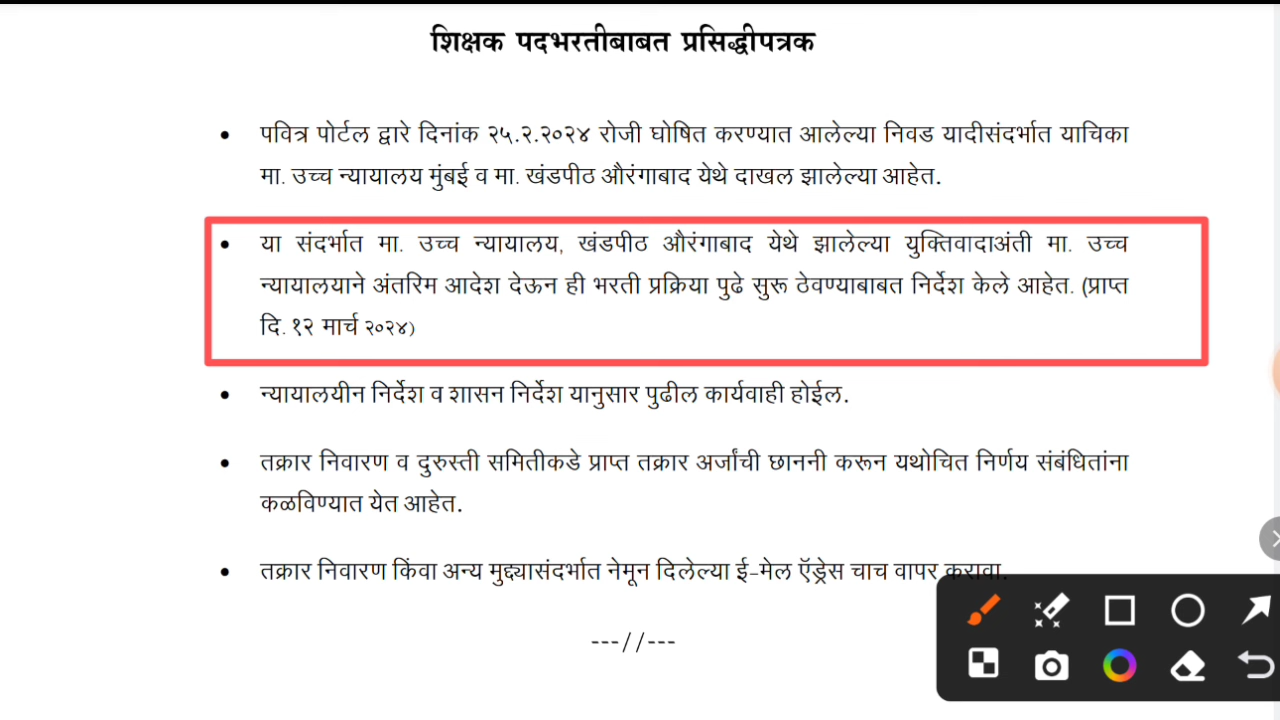 शिक्षक पदभरतीबाबत प्रसिद्धीपत्रक
• पवित्र पोर्टल द्वारे दिनांक २५.२.२०२४ रोजी घोषित करण्यात आलेल्या निवड यादीसंदर्भात याचिका
मा. उच्च न्यायालय मुंबई व मा. खंडपीठ औरंगाबाद येथे दाखल झालेल्या आहेत.
• या संदर्भात मा. उच्च न्यायालय, खंडपीठ औरंगाबाद येथे झालेल्या युक्तिवादाअंती मा. उच्च
न्यायालयाने अंतरिम आदेश देऊन ही भरती प्रक्रिया पुढे सुरू ठेवण्याबाबत निर्देश केले आहेत. (प्राप्त
दि. १२ मार्च २०२४)
• न्यायालयीन निर्देश व शासन निर्देश यानुसार पुढील कार्यवाही होईल.
• तक्रार निवारण व दुरुस्ती समितीकडे प्राप्त तक्रार अर्जांची छाननी करून यथोचित निर्णय संबंधितांना
कळविण्यात येत आहेत.
• तक्रार निवारण किंवा अन्य मुद्द्यासंदर्भात नेमून दिलेल्या ई-मेल ऍड्रेस चाच वापर करावा.
---//---